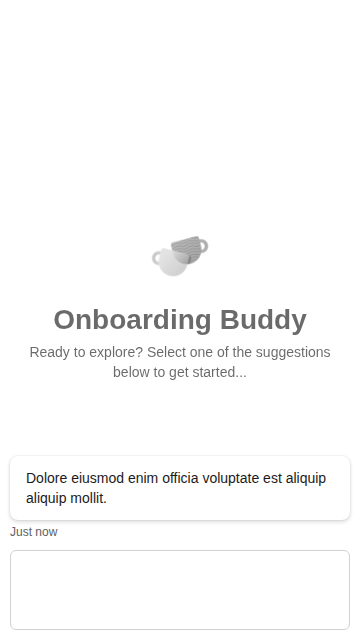 Onboarding Buddy
Ready to explore? Select one of the suggestions
below to get started...
Dolore eiusmod enim officia voluptate est aliquip
aliquip mollit.
Just now